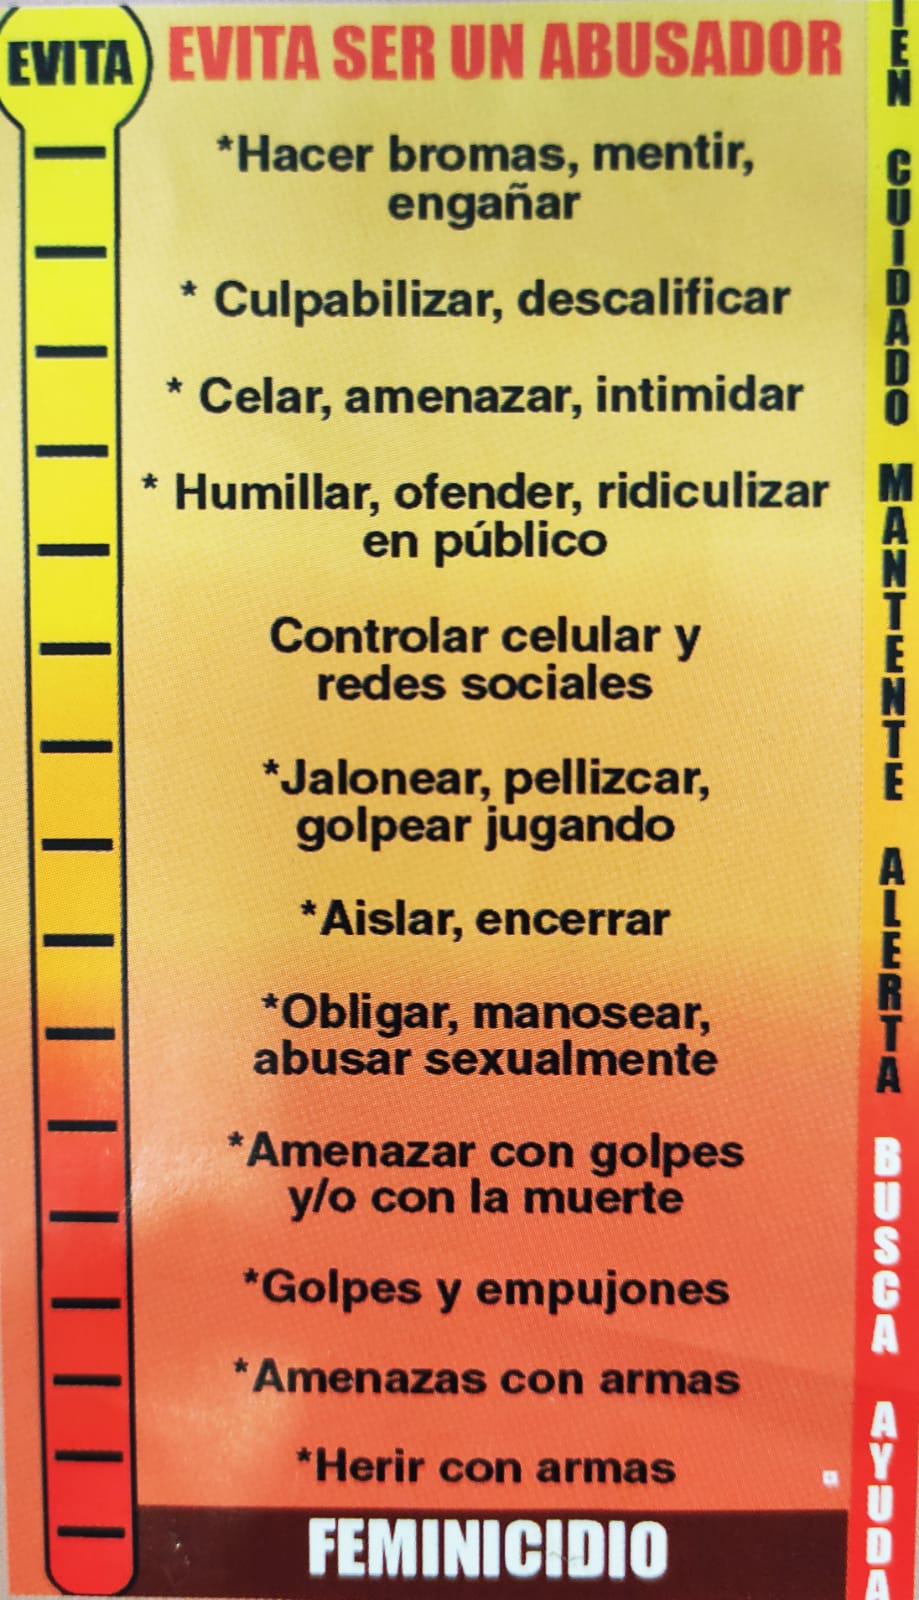 EVITA
EVITA SER UN ABUSADOR
*Hacer bromas, mentir,
engañar
* Culpabilizar, descalificar
* Celar, amenazar, intimidar
* Humillar, ofender, ridiculizar
en público
Controlar celular y
redes sociales
*Jalonear, pellizcar,
golpear jugando
*Aislar, encerrar
*Obligar, manosear,
abusar sexualmente
*Amenazar con golpes
y/o con la muerte
*Golpes y empujones
*Amenazas con armas
*Herir con armas
FEMINICIDIO
IEN CUIDADO MANTENTE ALERTA BUSCA AYUDA